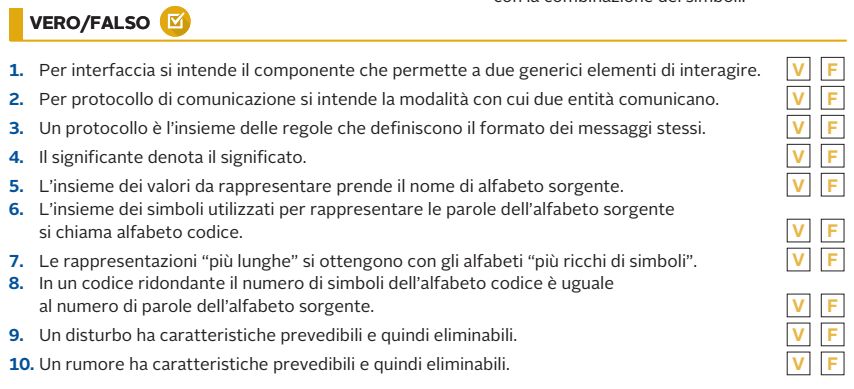 con la combinazione dei simboli.
VERO/FALSO
1. Per interfaccia si intende il componente che permette a due generici elementi di interagire. V F
2. Per protocollo di comunicazione si intende la modalità con cui due entità comunicano. V F
3. Un protocollo è l’insieme delle regole che definiscono il formato dei messaggi stessi. V F
4. Il significante denota il significato. V F
5. L’insieme dei valori da rappresentare prende il nome di alfabeto sorgente. V F
6. L’insieme dei simboli utilizzati per rappresentare le parole dell’alfabeto sorgente
si chiama alfabeto codice. V F
7. Le rappresentazioni “più lunghe” si ottengono con gli alfabeti “più ricchi di simboli”. V F
8. In un codice ridondante il numero di simboli dell’alfabeto codice è uguale
al numero di parole dell’alfabeto sorgente. V F
9. Un disturbo ha caratteristiche prevedibili e quindi eliminabili. V F
10. Un rumore ha caratteristiche prevedibili e quindi eliminabili. V F